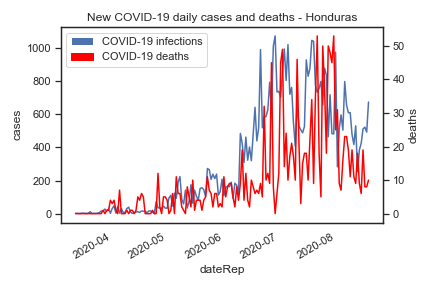 New COVID-19 daily cases and deaths - Honduras
COVID-19 infections
COVID-19 deaths
1000
800
600
400
200
0
cases
50
40
30
20
10
0
deaths
2020-04
2020-05
2020-06
2020-07
2020-08
dateRep